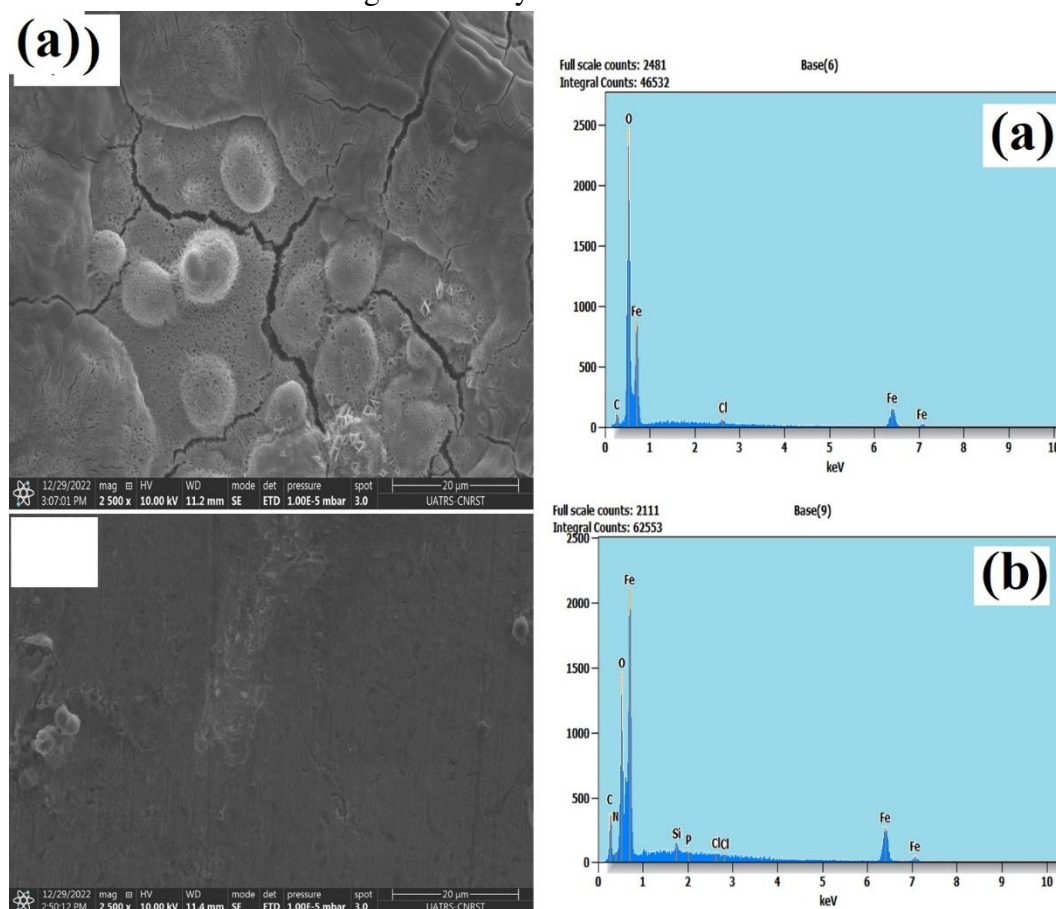 (a) )
12/29/2022 mag HV WD mode det pressure spot 20 µm
3:07:01 PM 2 500 x 10.00 kV 11.2 mm SE ETD 1.00E-5 mbar 3.0 UATRS-CNRST
Full scale counts: 2481 Base(6)
Integral Counts: 46532
(a)
2500
2000
1500
1000
500
0
O
Fe
C
Cl
Fe
Fe
0 1 2 3 4 5 6 7 8 9 10
keV
12/29/2022 mag HV WD mode det pressure spot 20 µm
2:50:12 PM 2 500 x 10.00 kV 11.4 mm SE ETD 1.00E-5 mbar 3.0 UATRS-CNRST
Full scale counts: 2111 Base(9)
Integral Counts: 62553
(b)
2500
2000
1500
1000
500
0
Fe
O
C
N
Si
P
Cl Cl
Fe
Fe
0 1 2 3 4 5 6 7 8 9 10
keV